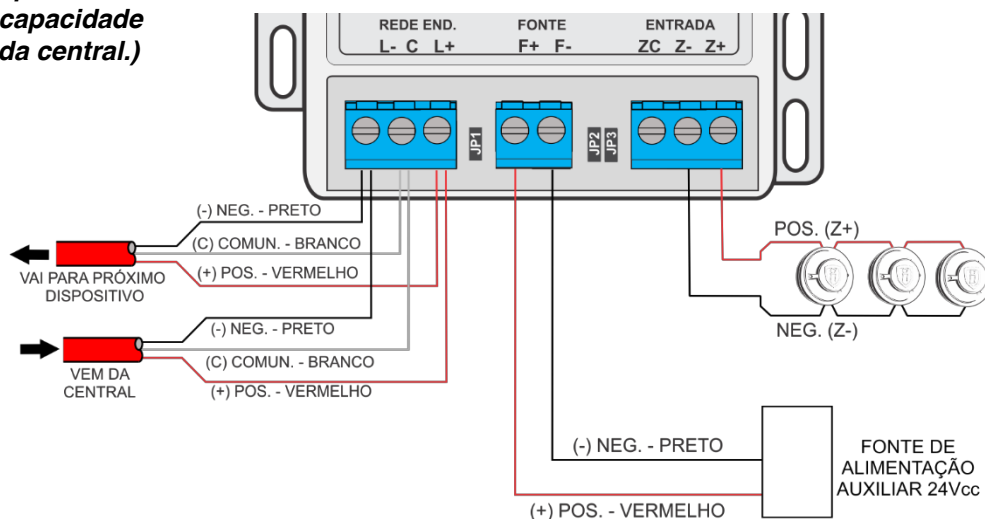 capacidade
da central.)
REDE END. FONTE ENTRADA
L- C L+ F+ F- ZC Z- Z+
JP1 JP2 JP3
(-) NEG. - PRETO
(C) COMUN. - BRANCO
(+) POS. - VERMELHO
VAI PARA PRÓXIMO
DISPOSITIVO
(-) NEG. - PRETO
(C) COMUN. - BRANCO
(+) POS. - VERMELHO
VEM DA
CENTRAL
POS. (Z+)
NEG. (Z-)
(-) NEG. - PRETO
(+) POS. - VERMELHO
FONTE DE
ALIMENTAÇÃO
AUXILIAR 24Vcc